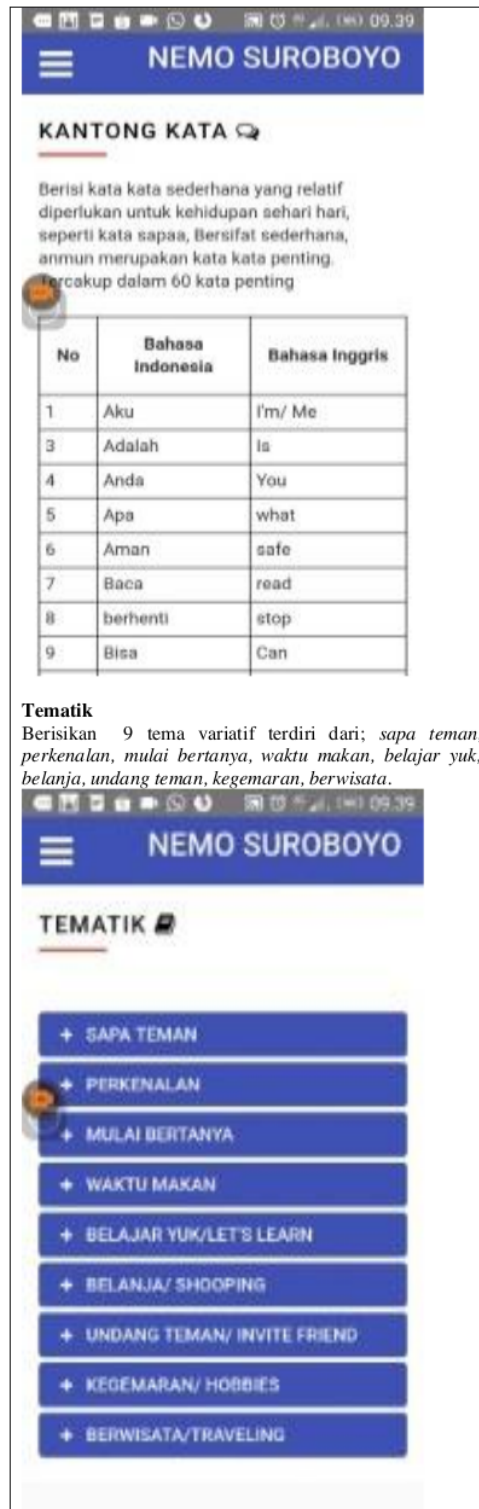 09.39
NEMO SUROBOYO
KANTONG KATA
Berisi kata kata sederhana yang relatif
diperlukan untuk kehidupan sehari hari,
seperti kata sapaa, Bersifat sederhana,
anmun merupakan kata kata penting.
Tercakup dalam 60 kata penting
No Bahasa Indonesia Bahasa Inggris
1 Aku I'm/ Me
3 Adalah Is
4 Anda You
5 Apa what
6 Aman safe
7 Baca read
8 berhenti stop
9 Bisa Can
Tematik
Berisikan 9 tema variatif terdiri dari; sapa teman,
perkenalan, mulai bertanya, waktu makan, belajar yuk,
belanja, undang teman, kegemaran, berwisata.
09.39
NEMO SUROBOYO
TEMATIK
+ SAPA TEMAN
+ PERKENALAN
+ MULAI BERTANYA
+ WAKTU MAKAN
+ BELAJAR YUK/LET'S LEARN
+ BELANJA/ SHOOPING
+ UNDANG TEMAN/ INVITE FRIEND
+ KEGEMARAN/ HOBBIES
+ BERWISATA/TRAVELING